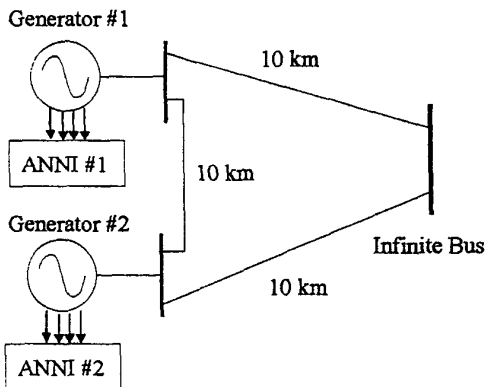 Generator #1
10 km
ANNI #1
10 km
Generator #2
Infinite Bus
10 km
ANNI #2